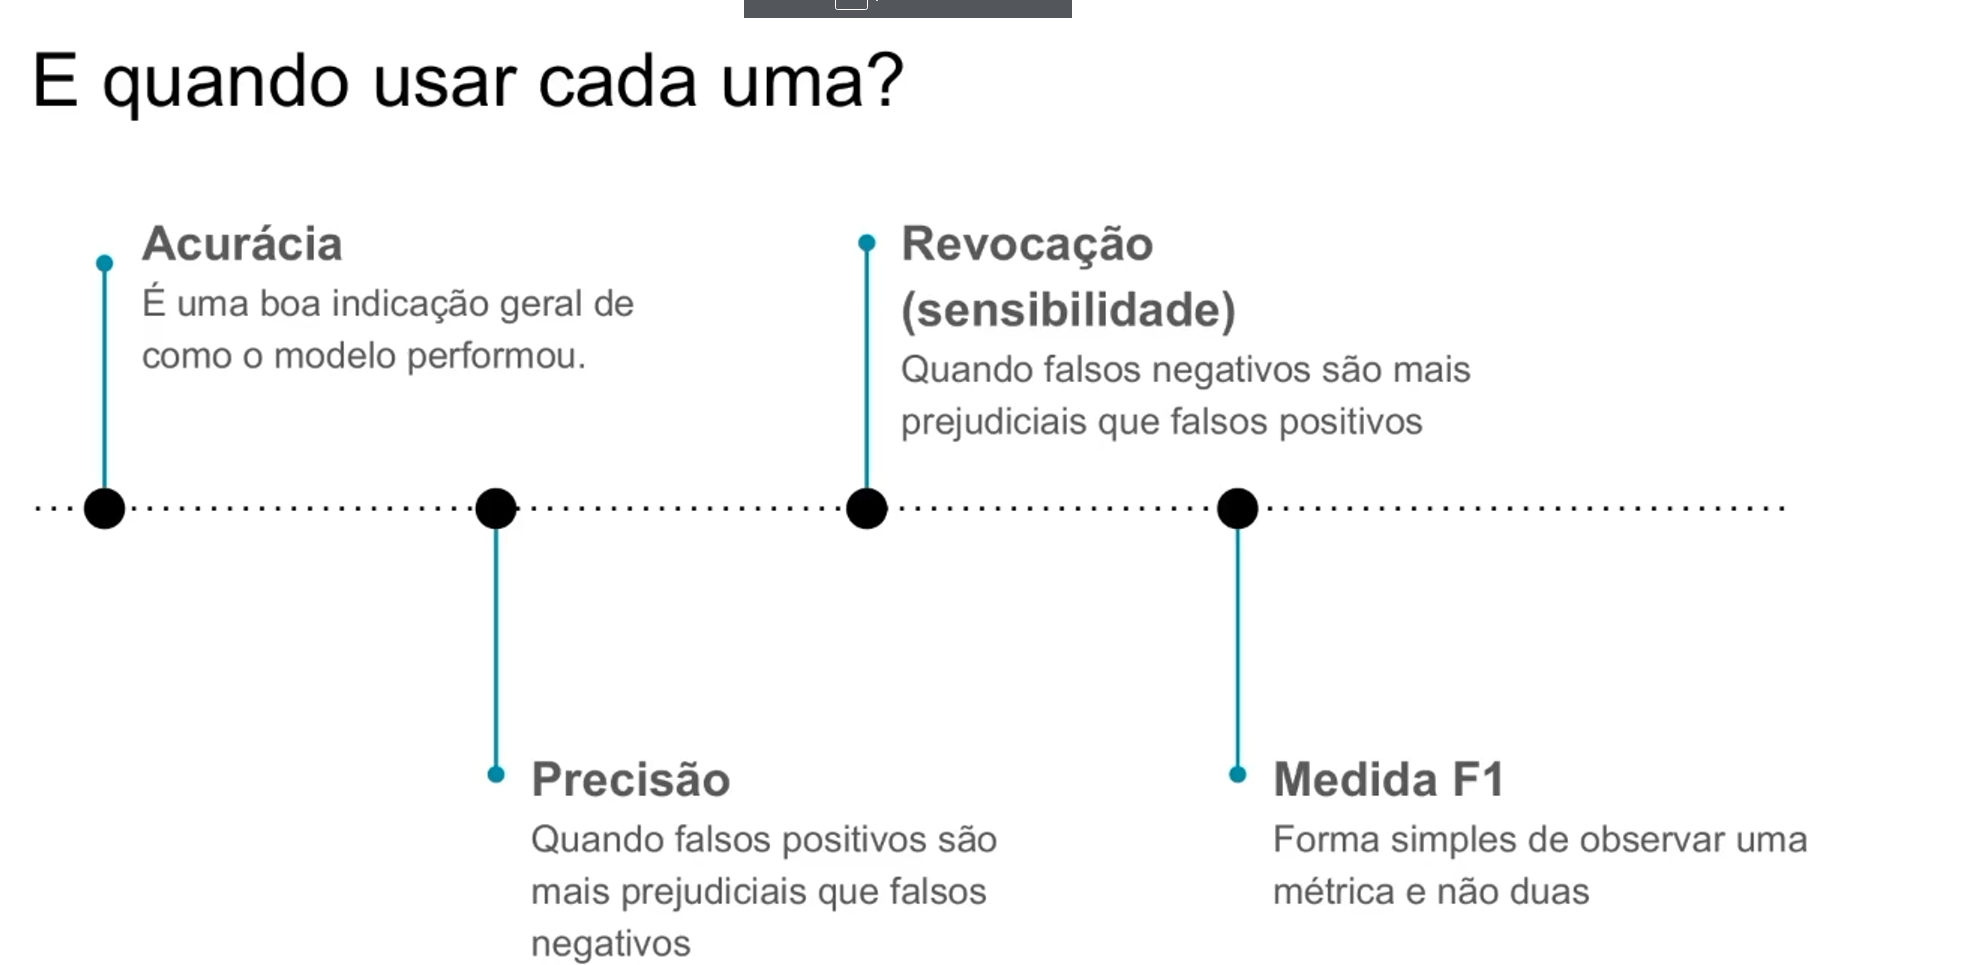 E quando usar cada uma?
Acurácia
É uma boa indicação geral de
como o modelo performou.
Revocação
(sensibilidade)
Quando falsos negativos são mais
prejudiciais que falsos positivos
Precisão
Quando falsos positivos são
mais prejudiciais que falsos
negativos
Medida F1
Forma simples de observar uma
métrica e não duas